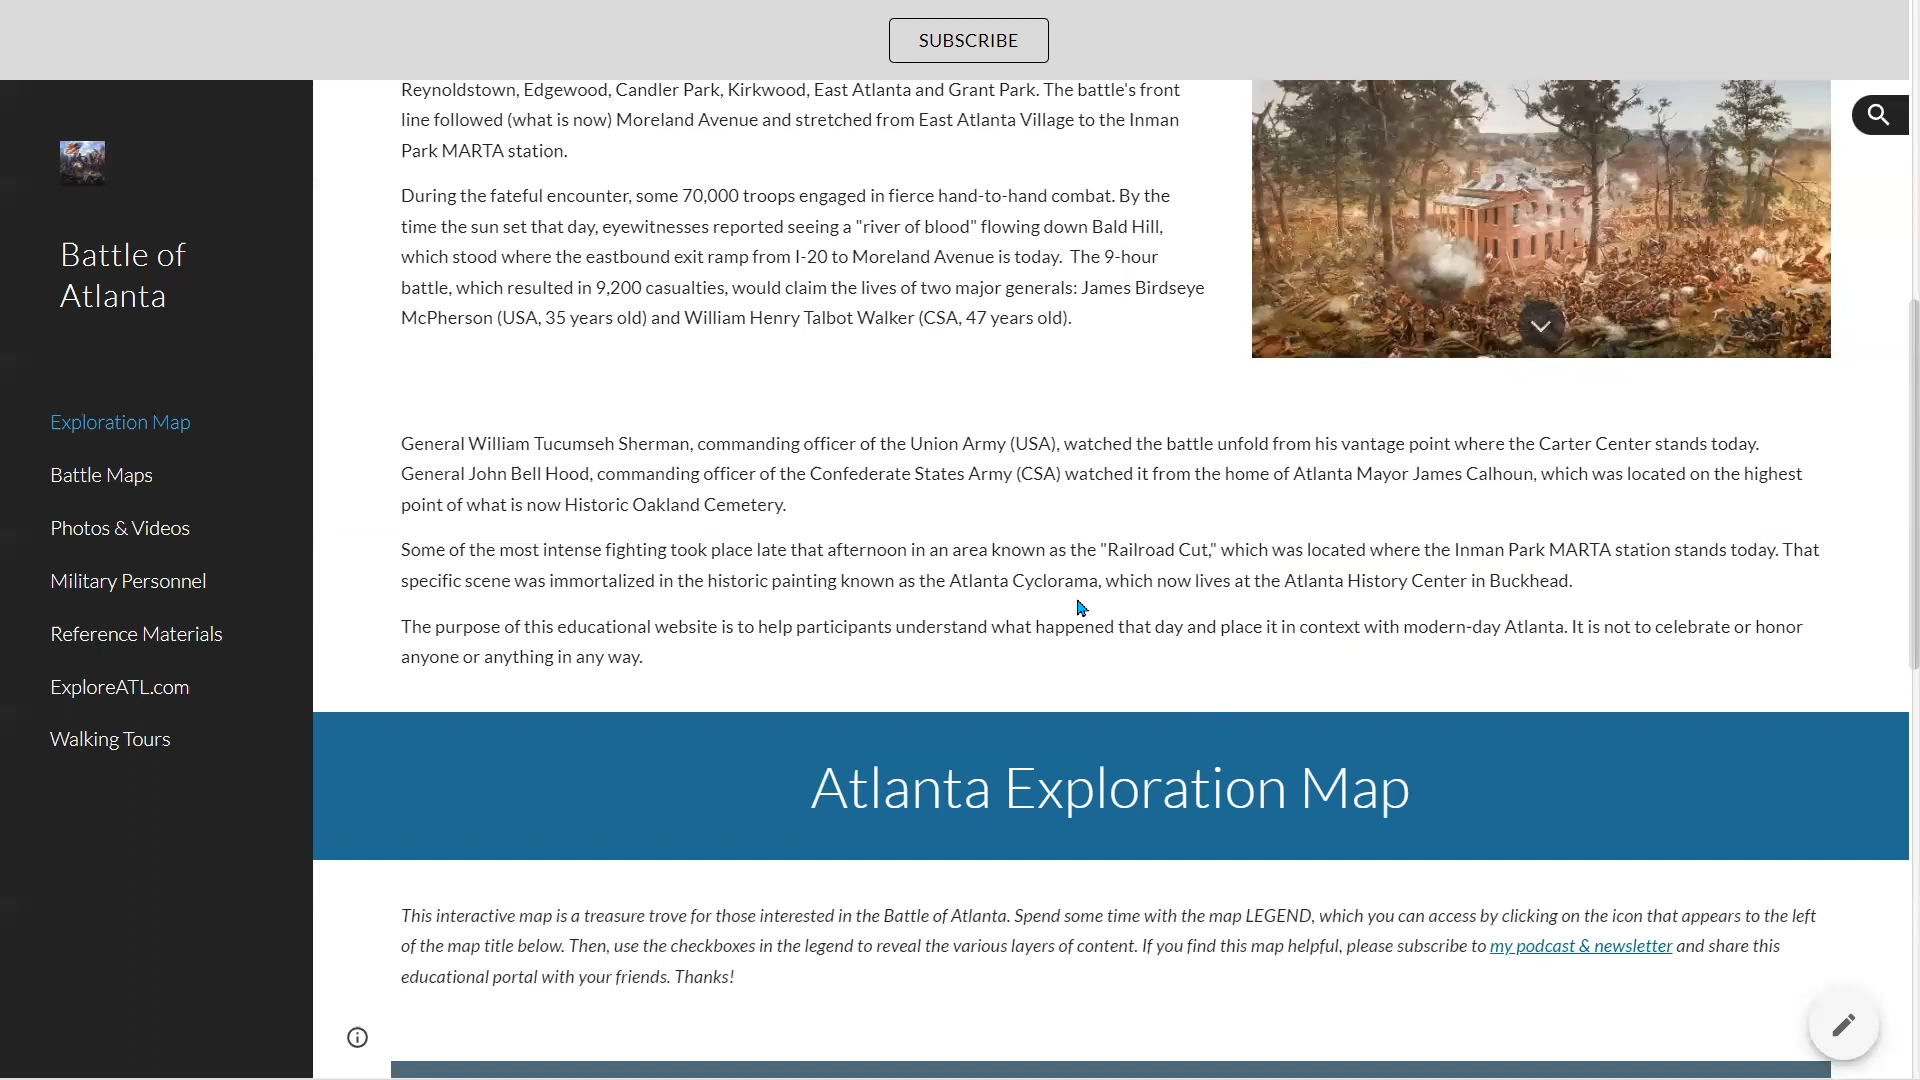 SUBSCRIBE
Battle of
Atlanta
Exploration Map
Battle Maps
Photos & Videos
Military Personnel
Reference Materials
ExploreATL.com
Walking Tours
Reynoldstown, Edgewood, Candler Park, Kirkwood, East Atlanta and Grant Park. The battle's front
line followed (what is now) Moreland Avenue and stretched from East Atlanta Village to the Inman
Park MARTA station.
During the fateful encounter, some 70,000 troops engaged in fierce hand-to-hand combat. By the
time the sun set that day, eyewitnesses reported seeing a "river of blood" flowing down Bald Hill,
which stood where the eastbound exit ramp from I-20 to Moreland Avenue is today. The 9-hour
battle, which resulted in 9,200 casualties, would claim the lives of two major generals: James Birdseye
McPherson (USA, 35 years old) and William Henry Talbot Walker (CSA, 47 years old).
General William Tucumseh Sherman, commanding officer of the Union Army (USA), watched the battle unfold from his vantage point where the Carter Center stands today.
General John Bell Hood, commanding officer of the Confederate States Army (CSA) watched it from the home of Atlanta Mayor James Calhoun, which was located on the highest
point of what is now Historic Oakland Cemetery.
Some of the most intense fighting took place late that afternoon in an area known as the "Railroad Cut," which was located where the Inman Park MARTA station stands today. That
specific scene was immortalized in the historic painting known as the Atlanta Cyclorama, which now lives at the Atlanta History Center in Buckhead.
The purpose of this educational website is to help participants understand what happened that day and place it in context with modern-day Atlanta. It is not to celebrate or honor
anyone or anything in any way.
Atlanta Exploration Map
This interactive map is a treasure trove for those interested in the Battle of Atlanta. Spend some time with the map LEGEND, which you can access by clicking on the icon that appears to the left
of the map title below. Then, use the checkboxes in the legend to reveal the various layers of content. If you find this map helpful, please subscribe to my podcast & newsletter and share this
educational portal with your friends. Thanks!